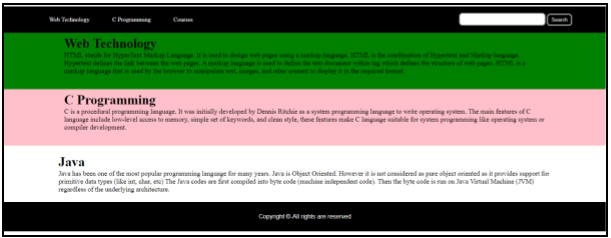 Web Technology C Programming Courses Search
Web Technology
HTML stands for HyperText Markup Language. It is used to design web pages using a markup language. HTML is the combination of Hypertext and Markup language.
Hypertext defines the link between the web pages. A markup language is used to define the text document within tag which defines the structure of web pages. HTML is a
markup language that is used by the browser to manipulate text, images, and other content to display it in the required format.
C Programming
C is a procedural programming language. It was initially developed by Dennis Ritchie as a system programming language to write operating system. The main features of C
language include low-level access to memory, simple set of keywords, and clean style, these features make C language suitable for system programming like operating system or
compiler development.
Java
Java has been one of the most popular programming language for many years. Java is Object Oriented. However it is not considered as pure object oriented as it provides support for
primitive data types (like int, char, etc) The Java codes are first compiled into byte code (machine independent code). Then the byte code is run on Java Virtual Machine (JVM)
regardless of the underlying architecture.
Copyright ©-All rights are reserved